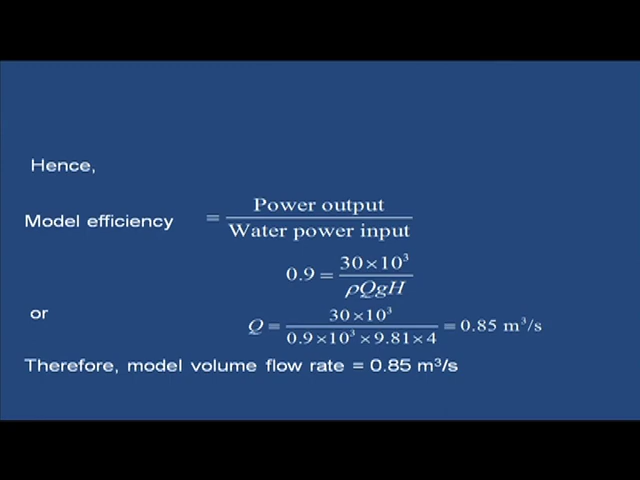 Hence,
Model efficiency = Power output / Water power input
0.9 = 30×10³ / ρQgH
or
Q = 30×10³ / 0.9×10³×9.81×4 = 0.85 m³/s
Therefore, model volume flow rate = 0.85 m³/s